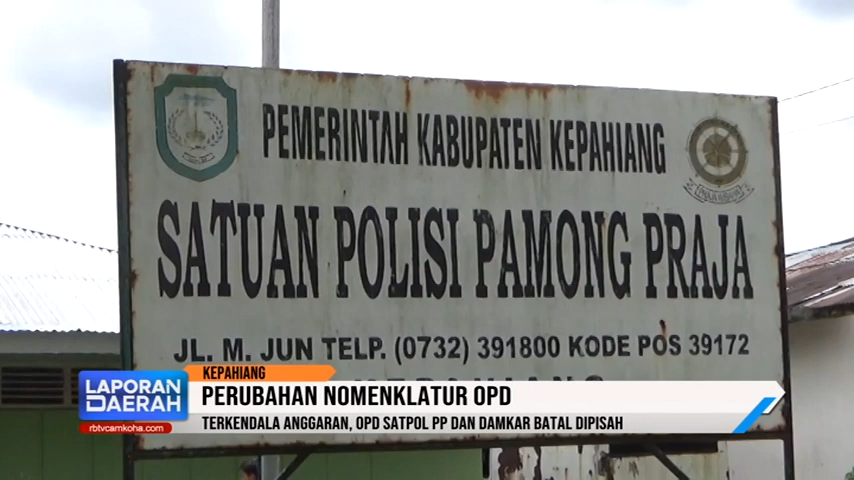 PEMERINTAH KABUPATEN KEPAHIANG
SATUAN POLISI PAMONG PRAJA
JL. M. JUN TELP. (0732) 391800 KODE POS 39172
KEPAHIANG
LAPORAN DAERAH
rbtvcamkoha.com
PERUBAHAN NOMENKLATUR OPD
TERKENDALA ANGGARAN, OPD SATPOL PP DAN DAMKAR BATAL DIPISAH